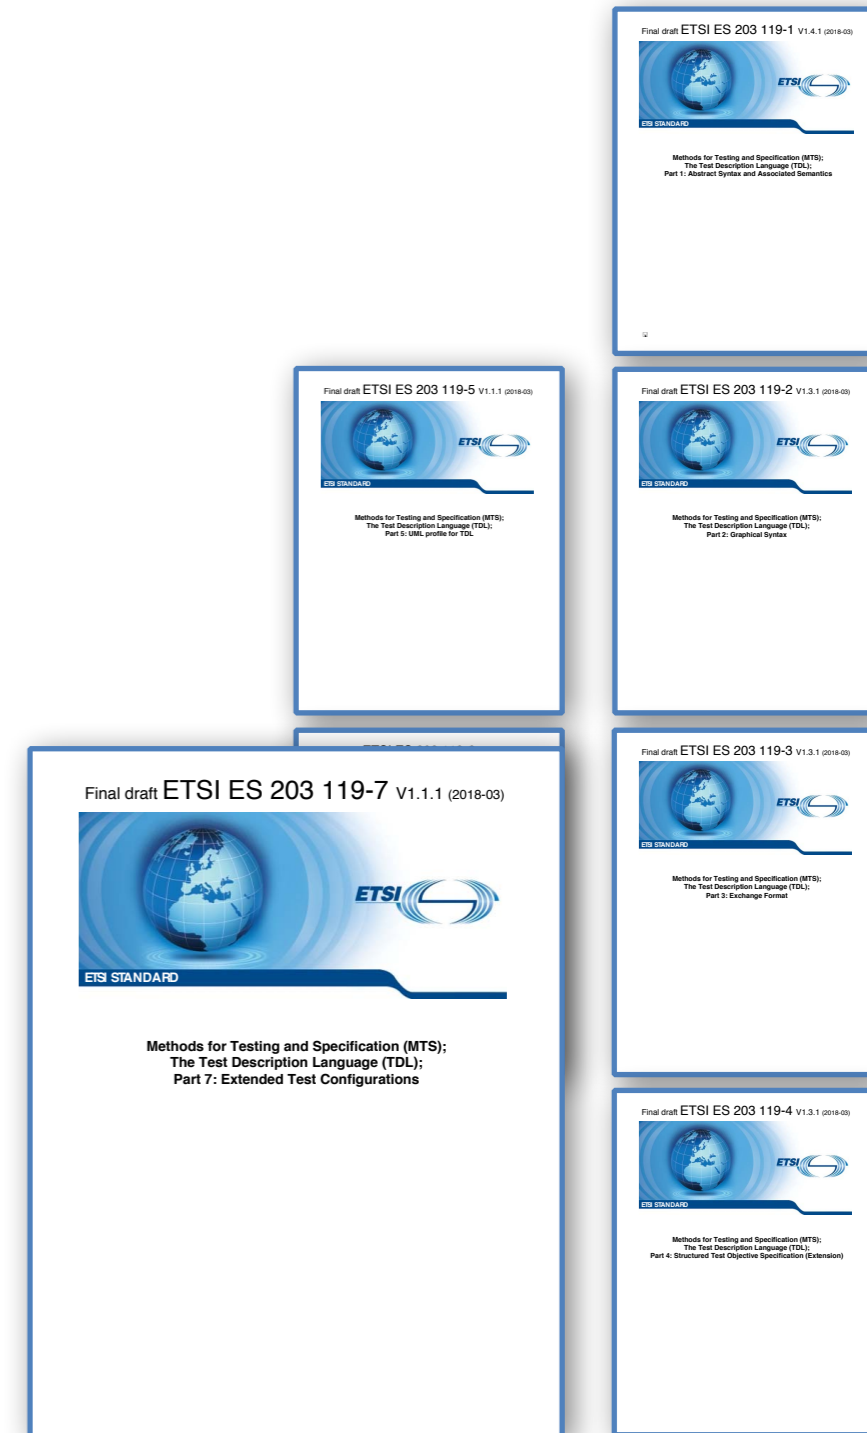 Final draft ETSI ES 203 119-1 V1.4.1 (2018-03)
ETSI
ETSI STANDARD
Methods for Testing and Specification (MTS);
The Test Description Language (TDL);
Part 1: Abstract Syntax and Associated Semantics
Final draft ETSI ES 203 119-5 V1.1.1 (2018-03)
ETSI
ETSI STANDARD
Methods for Testing and Specification (MTS);
The Test Description Language (TDL);
Part 5: UML profile for TDL
Final draft ETSI ES 203 119-2 V1.3.1 (2018-03)
ETSI
ETSI STANDARD
Methods for Testing and Specification (MTS);
The Test Description Language (TDL);
Part 2: Graphical Syntax
Final draft ETSI ES 203 119-7 V1.1.1 (2018-03)
ETSI
ETSI STANDARD
Methods for Testing and Specification (MTS);
The Test Description Language (TDL);
Part 7: Extended Test Configurations
Final draft ETSI ES 203 119-3 V1.3.1 (2018-03)
ETSI
ETSI STANDARD
Methods for Testing and Specification (MTS);
The Test Description Language (TDL);
Part 3: Exchange Format
Final draft ETSI ES 203 119-4 V1.3.1 (2018-03)
ETSI
ETSI STANDARD
Methods for Testing and Specification (MTS);
The Test Description Language (TDL);
Part 4: Structured Test Objective Specification (Extension)